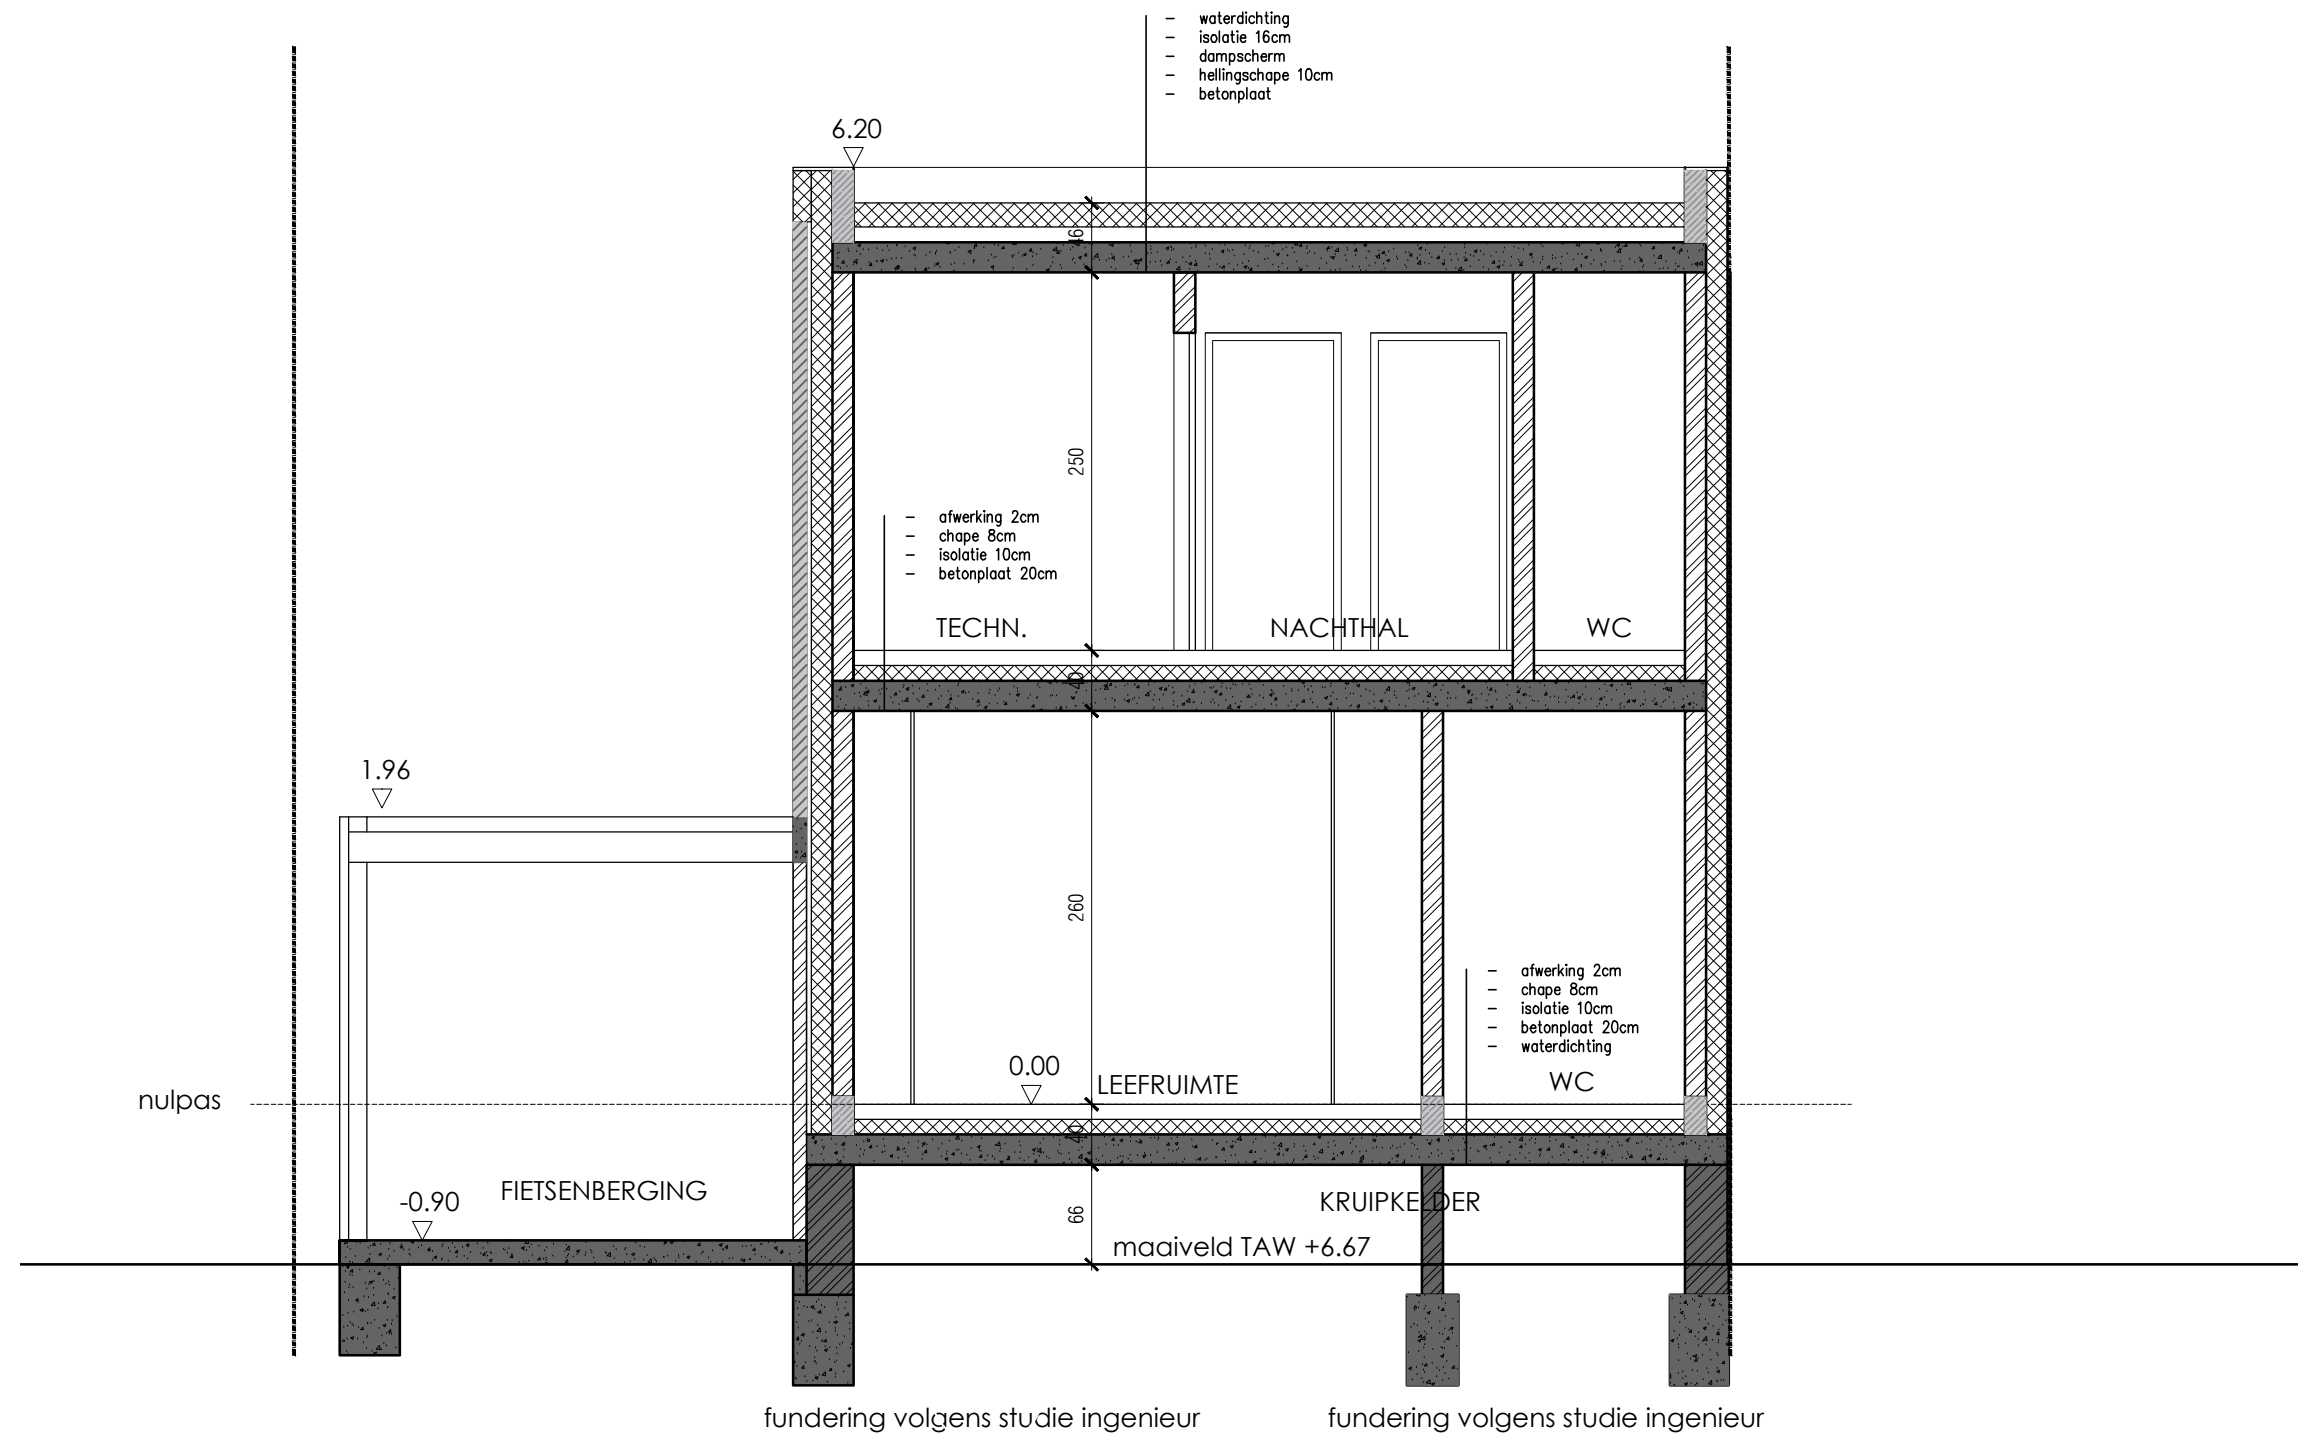 – waterdichting
– isolatie 16cm
– dampscherm
– hellingschape 10cm
– betonplaat
6.20
46
250
– afwerking 2cm
– chape 8cm
– isolatie 10cm
– betonplaat 20cm
TECHN. NACHTHAL WC
40
1.96
260
– afwerking 2cm
– chape 8cm
– isolatie 10cm
– betonplaat 20cm
– waterdichting
0.00
LEEFRUIMTE WC
nulpas
40
FIETSENBERGING
-0.90
KRUIPKELDER
66
maaiveld TAW +6.67
fundering volgens studie ingenieur fundering volgens studie ingenieur